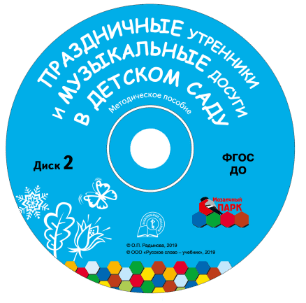 ПРАЗДНИЧНЫЕ УТРЕННИКИ
И МУЗЫКАЛЬНЫЕ ДОСУГИ
В ДЕТСКОМ САДУ
Методическое пособие
Диск 2
ФГОС
ДО
Мозаичный
ПАРК
© О.П. Радынова, 2019
© ООО «Русское слово – учебник», 2019